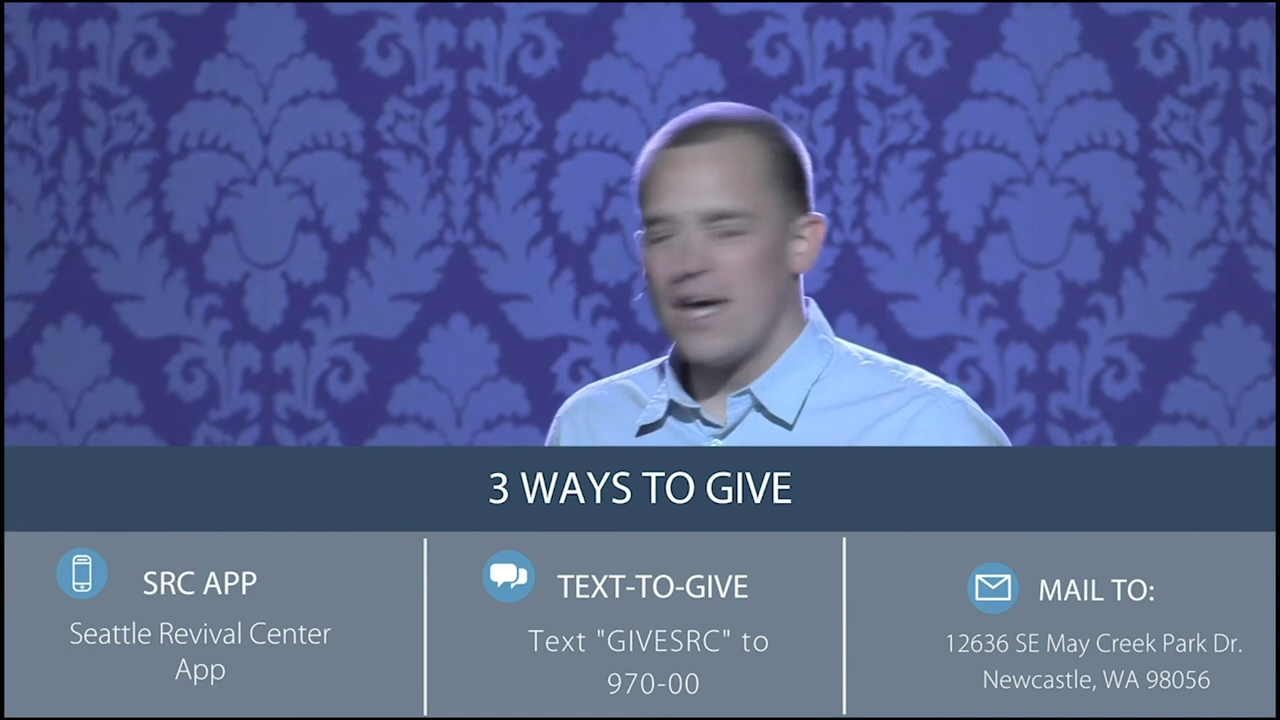 3 WAYS TO GIVE
SRC APP
Seattle Revival Center
App
TEXT-TO-GIVE
Text "GIVESRC" to
970-00
MAIL TO:
12636 SE May Creek Park Dr.
Newcastle, WA 98056